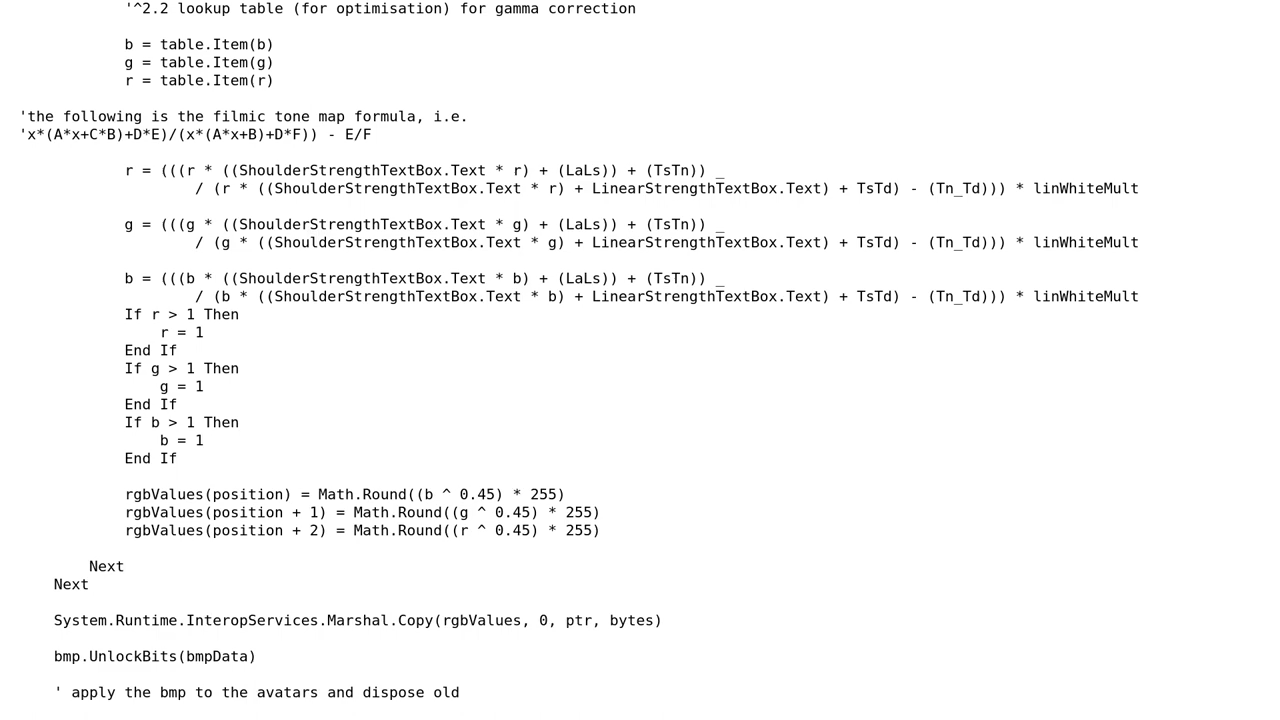 '^2.2 lookup table (for optimisation) for gamma correction
b = table.Item(b)
g = table.Item(g)
r = table.Item(r)
'the following is the filmic tone map formula, i.e.
'x*(A*x+C*B)+D*E)/(x*(A*x+B)+D*F)) - E/F
r = (((r * ((ShoulderStrengthTextBox.Text * r) + (LaLs)) + (TsTn)) _
/ (r * ((ShoulderStrengthTextBox.Text * r) + LinearStrengthTextBox.Text) + TsTd) - (Tn_Td))) * linWhiteMult
g = (((g * ((ShoulderStrengthTextBox.Text * g) + (LaLs)) + (TsTn)) _
/ (g * ((ShoulderStrengthTextBox.Text * g) + LinearStrengthTextBox.Text) + TsTd) - (Tn_Td))) * linWhiteMult
b = (((b * ((ShoulderStrengthTextBox.Text * b) + (LaLs)) + (TsTn)) _
/ (b * ((ShoulderStrengthTextBox.Text * b) + LinearStrengthTextBox.Text) + TsTd) - (Tn_Td))) * linWhiteMult
If r > 1 Then
r = 1
End If
If g > 1 Then
g = 1
End If
If b > 1 Then
b = 1
End If
rgbValues(position) = Math.Round((b ^ 0.45) * 255)
rgbValues(position + 1) = Math.Round((g ^ 0.45) * 255)
rgbValues(position + 2) = Math.Round((r ^ 0.45) * 255)
Next
Next
System.Runtime.InteropServices.Marshal.Copy(rgbValues, 0, ptr, bytes)
bmp.UnlockBits(bmpData)
' apply the bmp to the avatars and dispose old